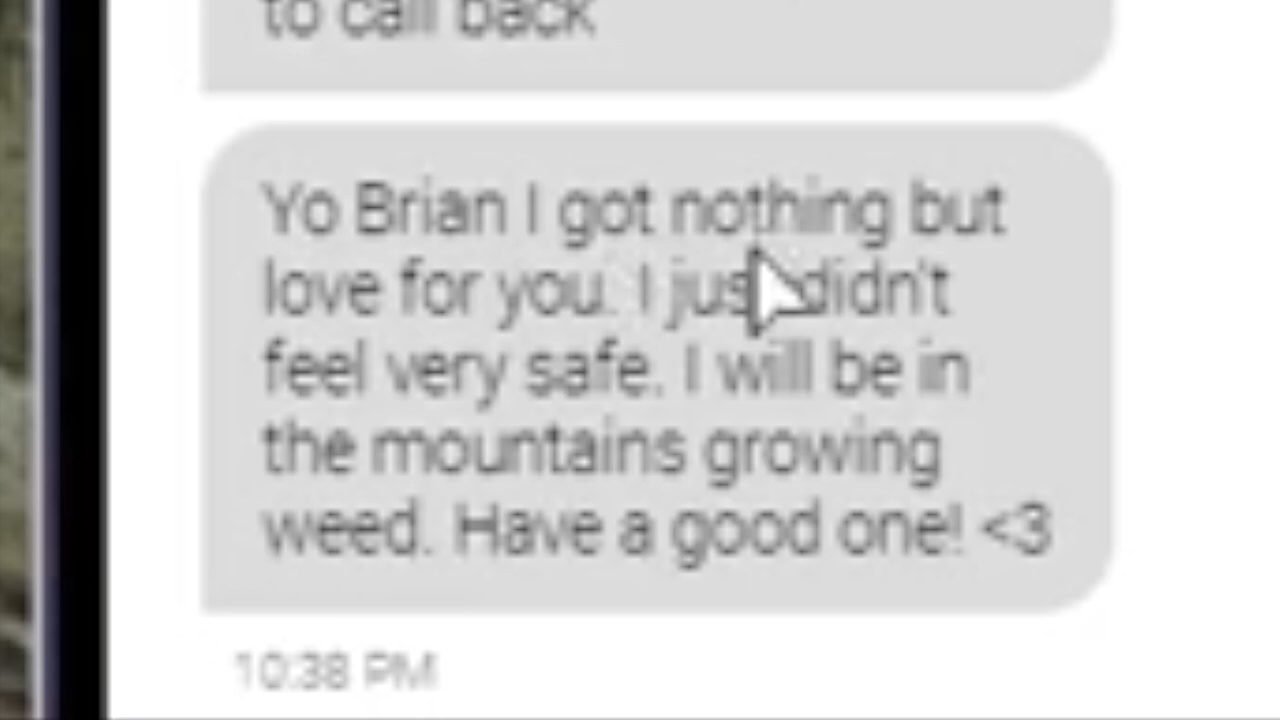 to call back
Yo Brian I got nothing but
love for you. I just didn't
feel very safe. I will be in
the mountains growing
weed. Have a good one! <3
10:38 PM